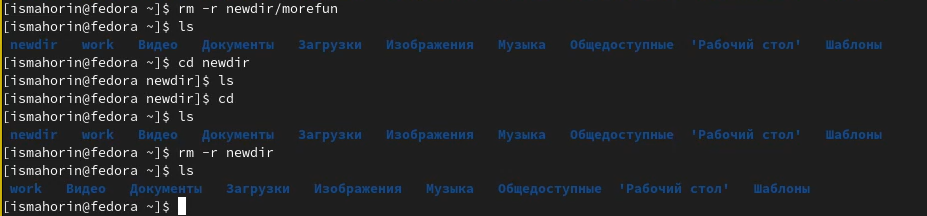 [ismahorin@fedora ~]$ rm -r newdir/morefun
[ismahorin@fedora ~]$ ls
newdir work Видео Документы Загрузки Изображения Музыка Общедоступные 'Рабочий стол' Шаблоны
[ismahorin@fedora ~]$ cd newdir
[ismahorin@fedora newdir]$ ls
[ismahorin@fedora newdir]$ cd
[ismahorin@fedora ~]$ ls
newdir work Видео Документы Загрузки Изображения Музыка Общедоступные 'Рабочий стол' Шаблоны
[ismahorin@fedora ~]$ rm -r newdir
[ismahorin@fedora ~]$ ls
work Видео Документы Загрузки Изображения Музыка Общедоступные 'Рабочий стол' Шаблоны
[ismahorin@fedora ~]$